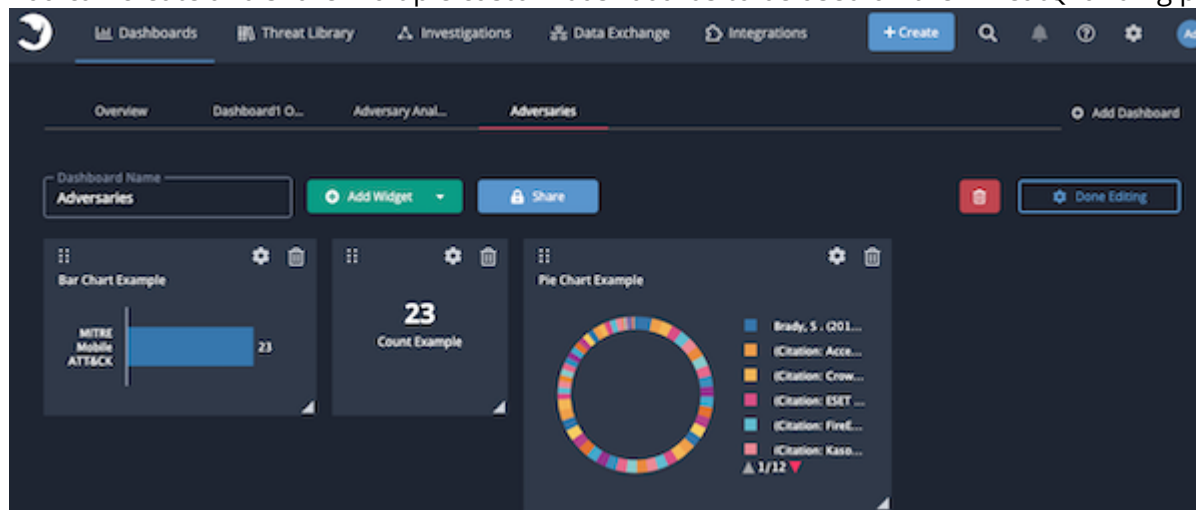 Dashboards Threat Library Investigations Data Exchange Integrations + Create
Overview Dashboard1 O... Adversary Anal... Adversaries Add Dashboard
Dashboard Name
Adversaries Add Widget Share Done Editing
Bar Chart Example
MITRE
Mobile
ATT&CK
23
23
Count Example
Pie Chart Example
Brady, S . (201...
(Citation: Acce...
(Citation: Crow...
(Citation: ESET ...
(Citation: FireE...
(Citation: Kaso...
1/12